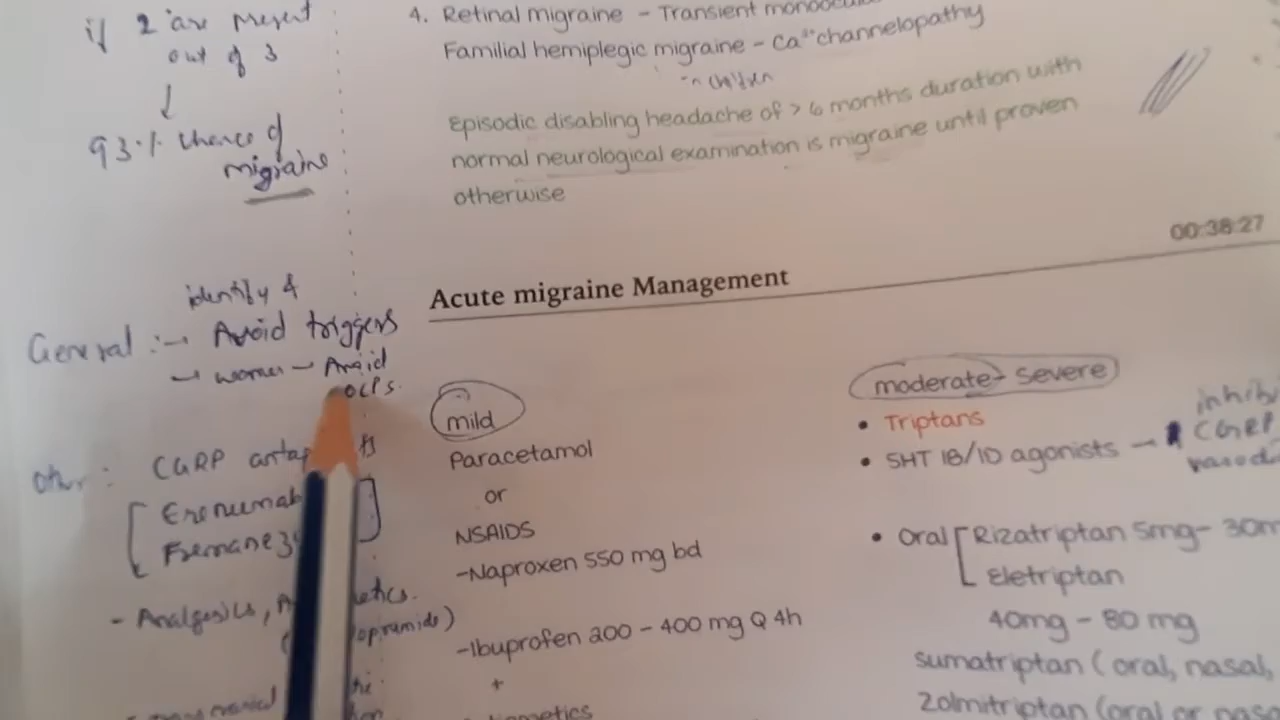 if 2 are present
out of 3
↓
93% chance of
migraine
4. Retinal migraine - Transient
Familial hemiplegic migraine - Ca²⁺ channelopathy
in children
Episodic disabling headache of > 6 months duration with
normal neurological examination is migraine until proven
otherwise
00:38:27
Acute migraine Management
identify &
General :→ Avoid triggers
→ women - Avoid
OCPs.
Other : CGRP
- Analgesics,
mild
Paracetamol
or
NSAIDS
-Naproxen 550 mg bd
-Ibuprofen 200 - 400 mg Q 4h
+
moderate- Severe
• Triptans
• 5HT 1B/1D agonists →
CGRP
• Oral [ Rizatriptan 5mg-
Eletriptan
40mg - 80 mg
Sumatriptan ( oral, nasal,
Zolmitriptan (oral or